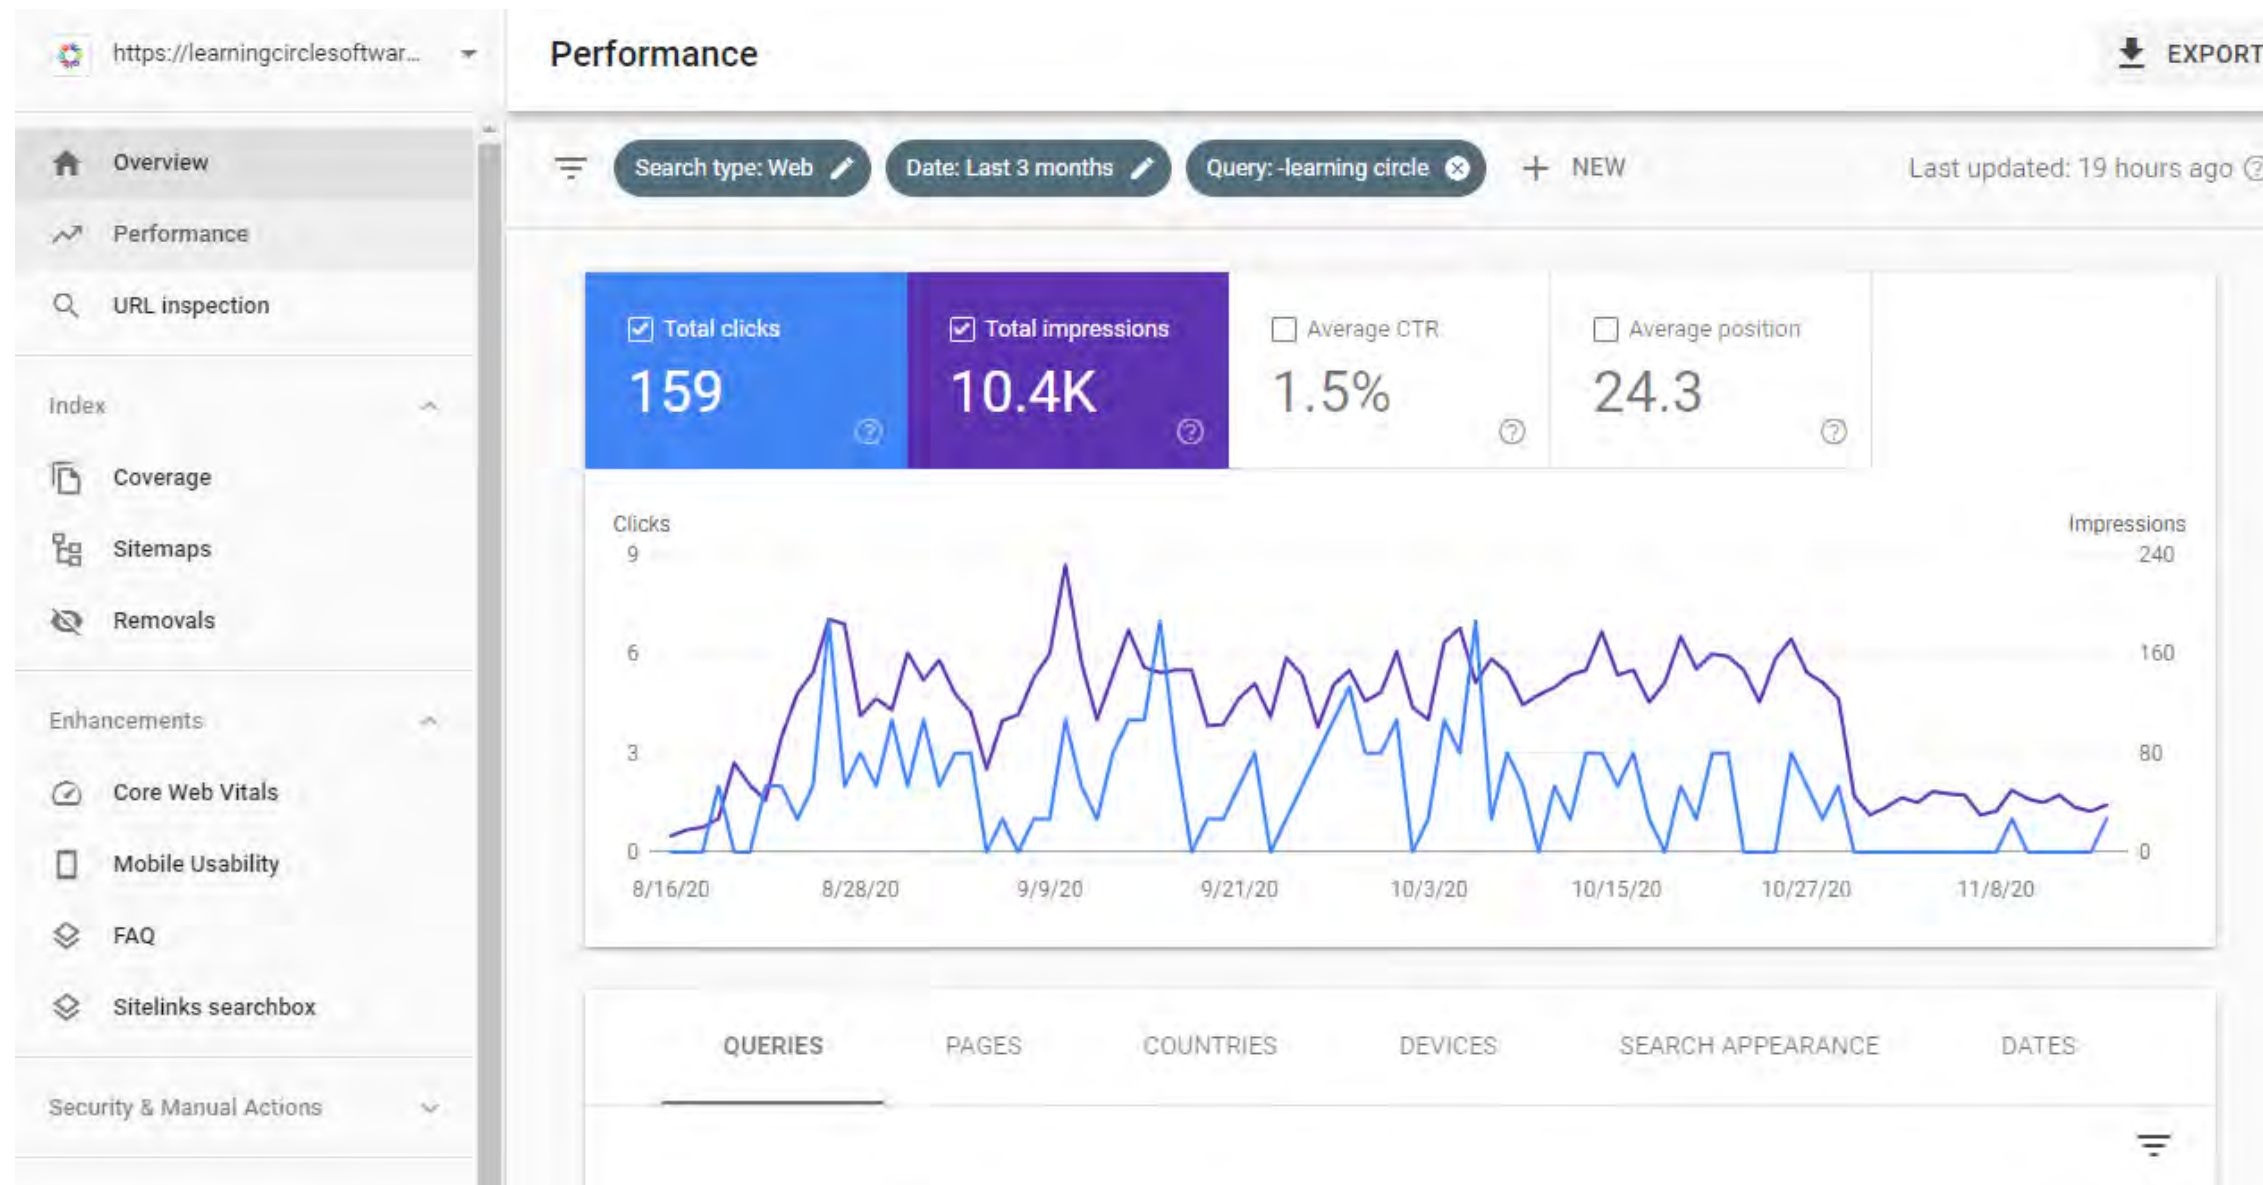 https://learningcirclesoftwar...
Overview
Performance
URL inspection
Index
Coverage
Sitemaps
Removals
Enhancements
Core Web Vitals
Mobile Usability
FAQ
Sitelinks searchbox
Security & Manual Actions
Performance
EXPORT
Search type: Web
Date: Last 3 months
Query: -learning circle
NEW
Last updated: 19 hours ago
Total clicks
159
Total impressions
10.4K
Average CTR
1.5%
Average position
24.3
Clicks
Impressions
9
240
6
160
3
80
0
0
8/16/20
8/28/20
9/9/20
9/21/20
10/3/20
10/15/20
10/27/20
11/8/20
QUERIES
PAGES
COUNTRIES
DEVICES
SEARCH APPEARANCE
DATES